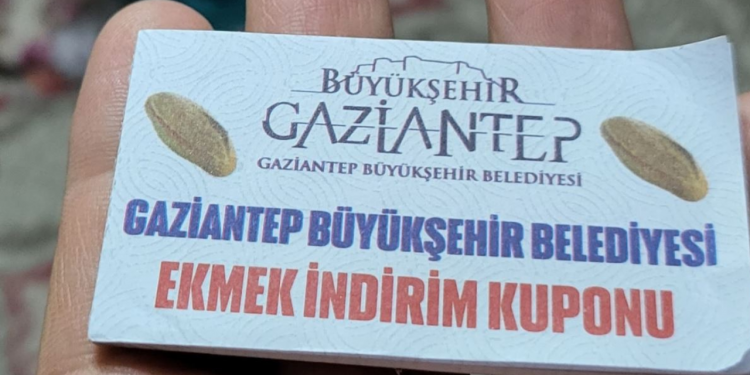 BÜYÜKŞEHİR
GAZİANTEP
GAZİANTEP BÜYÜKŞEHİR BELEDİYESİ
GAZİANTEP BÜYÜKŞEHİR BELEDİYESİ
EKMEK İNDİRİM KUPONU